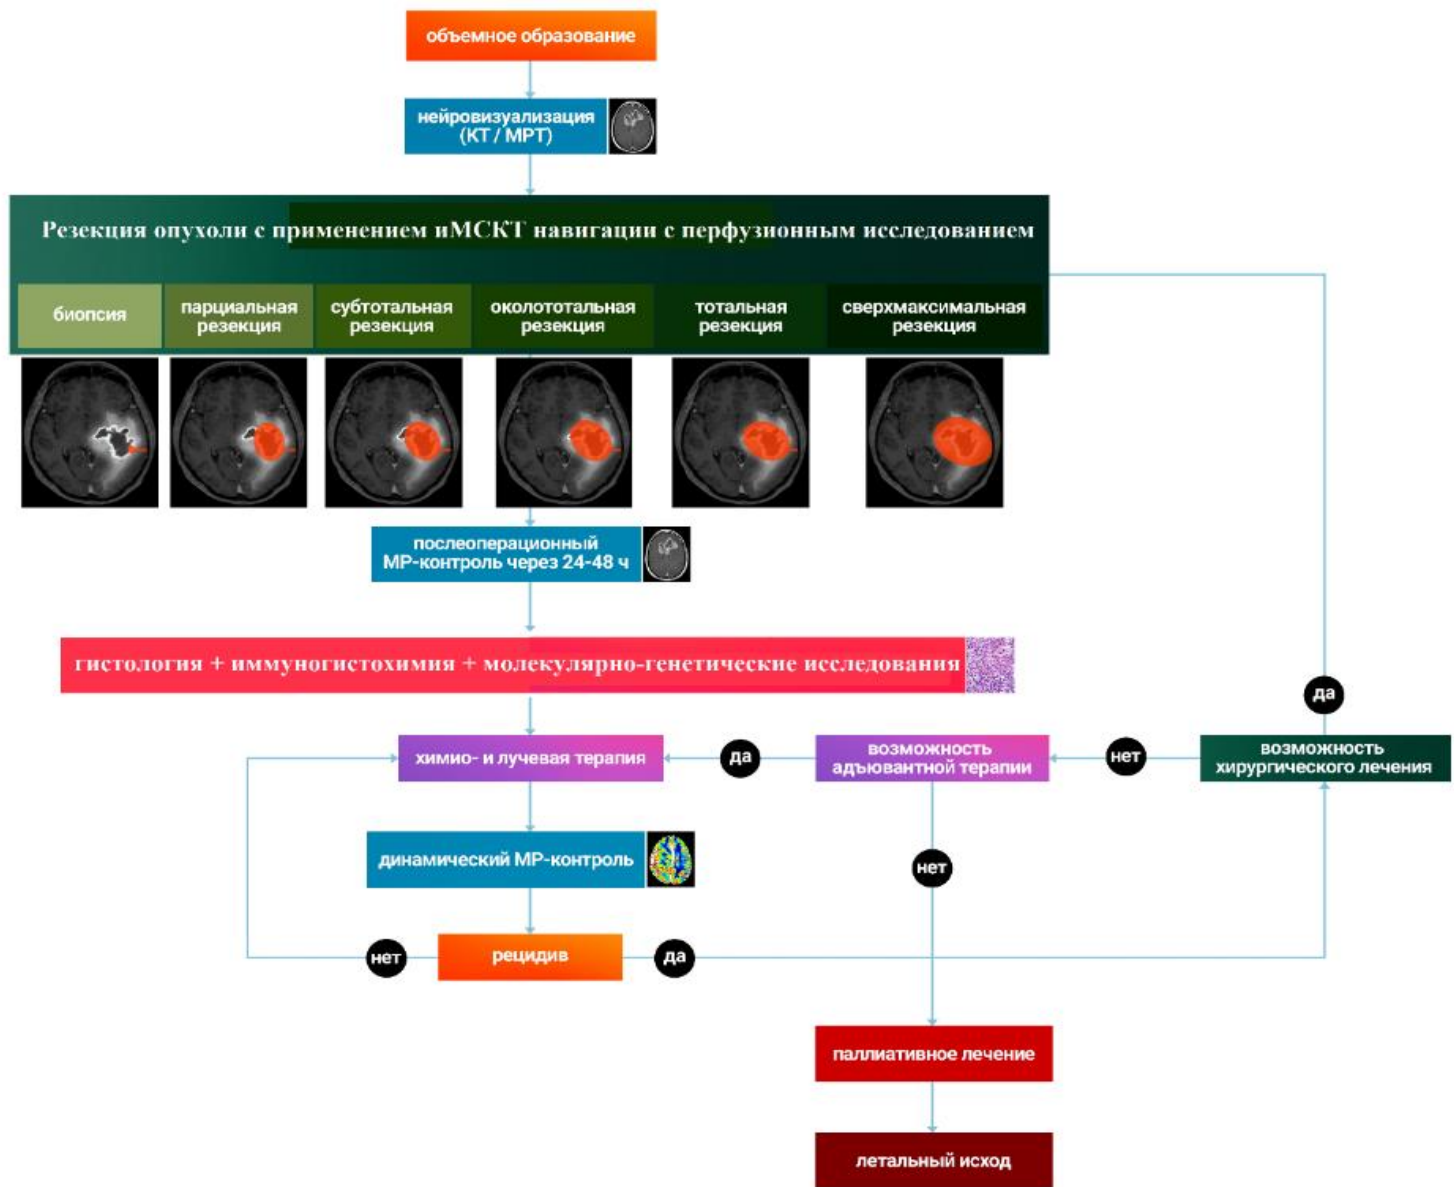 объемное образование
нейровизуализация
(КТ / МРТ)
Резекция опухоли с применением иМСКТ навигации с перфузионным исследованием
биопсия
парциальная
резекция
субтотальная
резекция
околототальная
резекция
тотальная
резекция
сверхмаксимальная
резекция
послеоперационный
МР-контроль через 24-48 ч
гистология + иммуногистохимия + молекулярно-генетические исследования
да
химио- и лучевая терапия
да
возможность
адъювантной терапии
нет
возможность
хирургического лечения
динамический МР-контроль
нет
нет
рецидив
да
паллиативное лечение
летальный исход